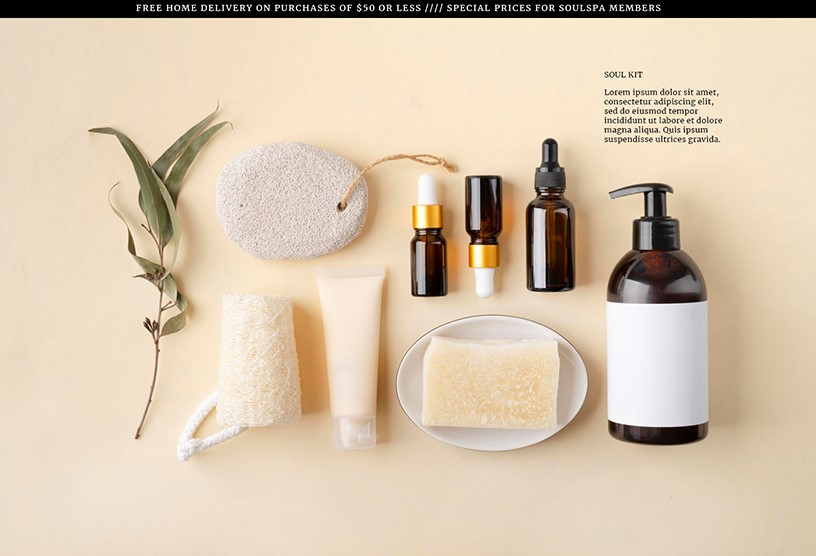 FREE HOME DELIVERY ON PURCHASES OF $50 OR LESS //// SPECIAL PRICES FOR SOULSPA MEMBERS
SOUL KIT
Lorem ipsum dolor sit amet,
consectetur adipiscing elit,
sed do eiusmod tempor
incididunt ut labore et dolore
magna aliqua. Quis ipsum
suspendisse ultrices gravida.